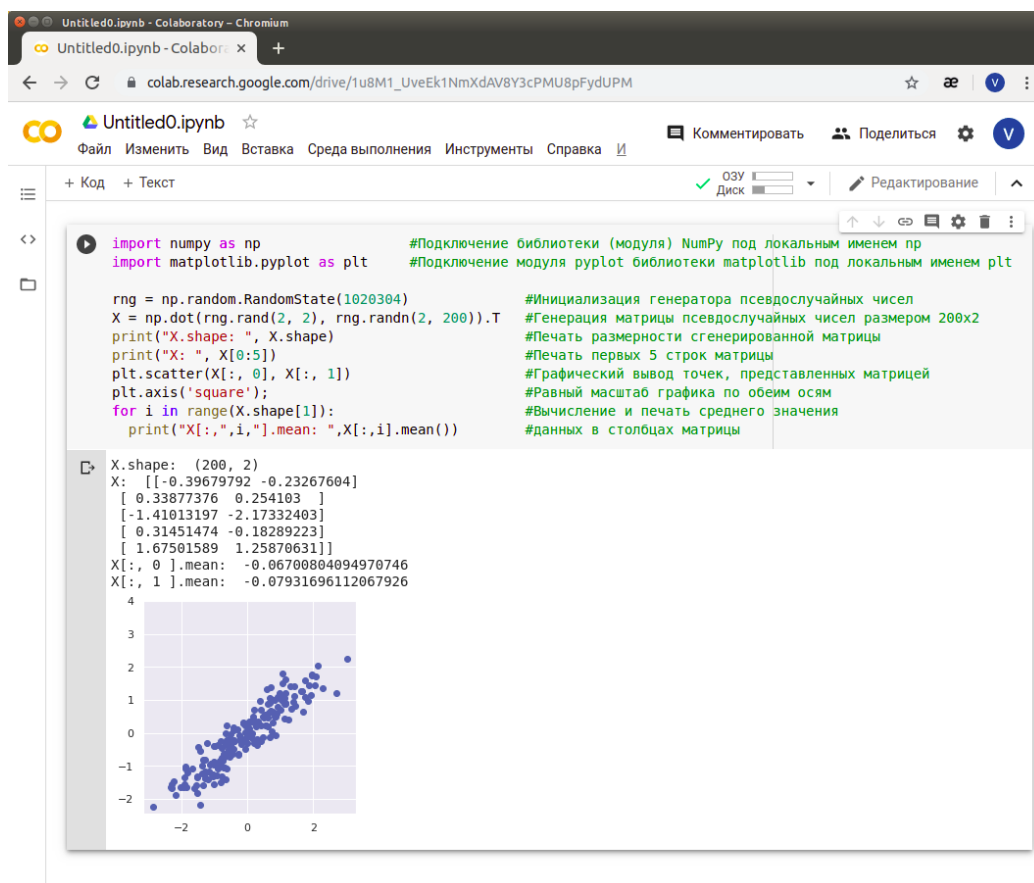 Untitled0.ipynb - Colaboratory – Chromium
Untitled0.ipynb - Colabora
colab.research.google.com/drive/1u8M1_UveEk1NmXdAV8Y3cPMU8pFydUPM
æ
V
CO
Untitled0.ipynb
Комментировать
Поделиться
V
Файл Изменить Вид Вставка Среда выполнения Инструменты Справка И
+ Код + Текст
ОЗУ
Диск
Редактирование
import numpy as np #Подключение библиотеки (модуля) NumPy под локальным именем np
import matplotlib.pyplot as plt #Подключение модуля pyplot библиотеки matplotlib под локальным именем plt
rng = np.random.RandomState(1020304) #Инициализация генератора псевдослучайных чисел
X = np.dot(rng.rand(2, 2), rng.randn(2, 200)).T #Генерация матрицы псевдослучайных чисел размером 200x2
print("X.shape: ", X.shape) #Печать размерности сгенерированной матрицы
print("X: ", X[0:5]) #Печать первых 5 строк матрицы
plt.scatter(X[:, 0], X[:, 1]) #Графический вывод точек, представленных матрицей
plt.axis('square'); #Равный масштаб графика по обеим осям
for i in range(X.shape[1]): #Вычисление и печать среднего значения
print("X[:,",i,"].mean: ",X[:,i].mean()) #данных в столбцах матрицы
X.shape: (200, 2)
X: [[-0.39679792 -0.23267604]
[ 0.33877376 0.254103 ]
[-1.41013197 -2.17332403]
[ 0.31451474 -0.18289223]
[ 1.67501589 1.25870631]]
X[:, 0 ].mean: -0.06700804094970746
X[:, 1 ].mean: -0.07931696112067926
4
3
2
1
0
−1
−2
−2 0 2